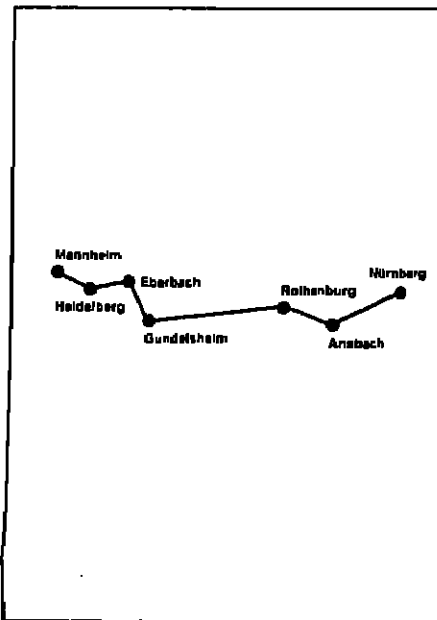 Mannheim
Heidelberg
Eberbach
Gundelsheim
Rothenburg
Ansbach
Nürnberg